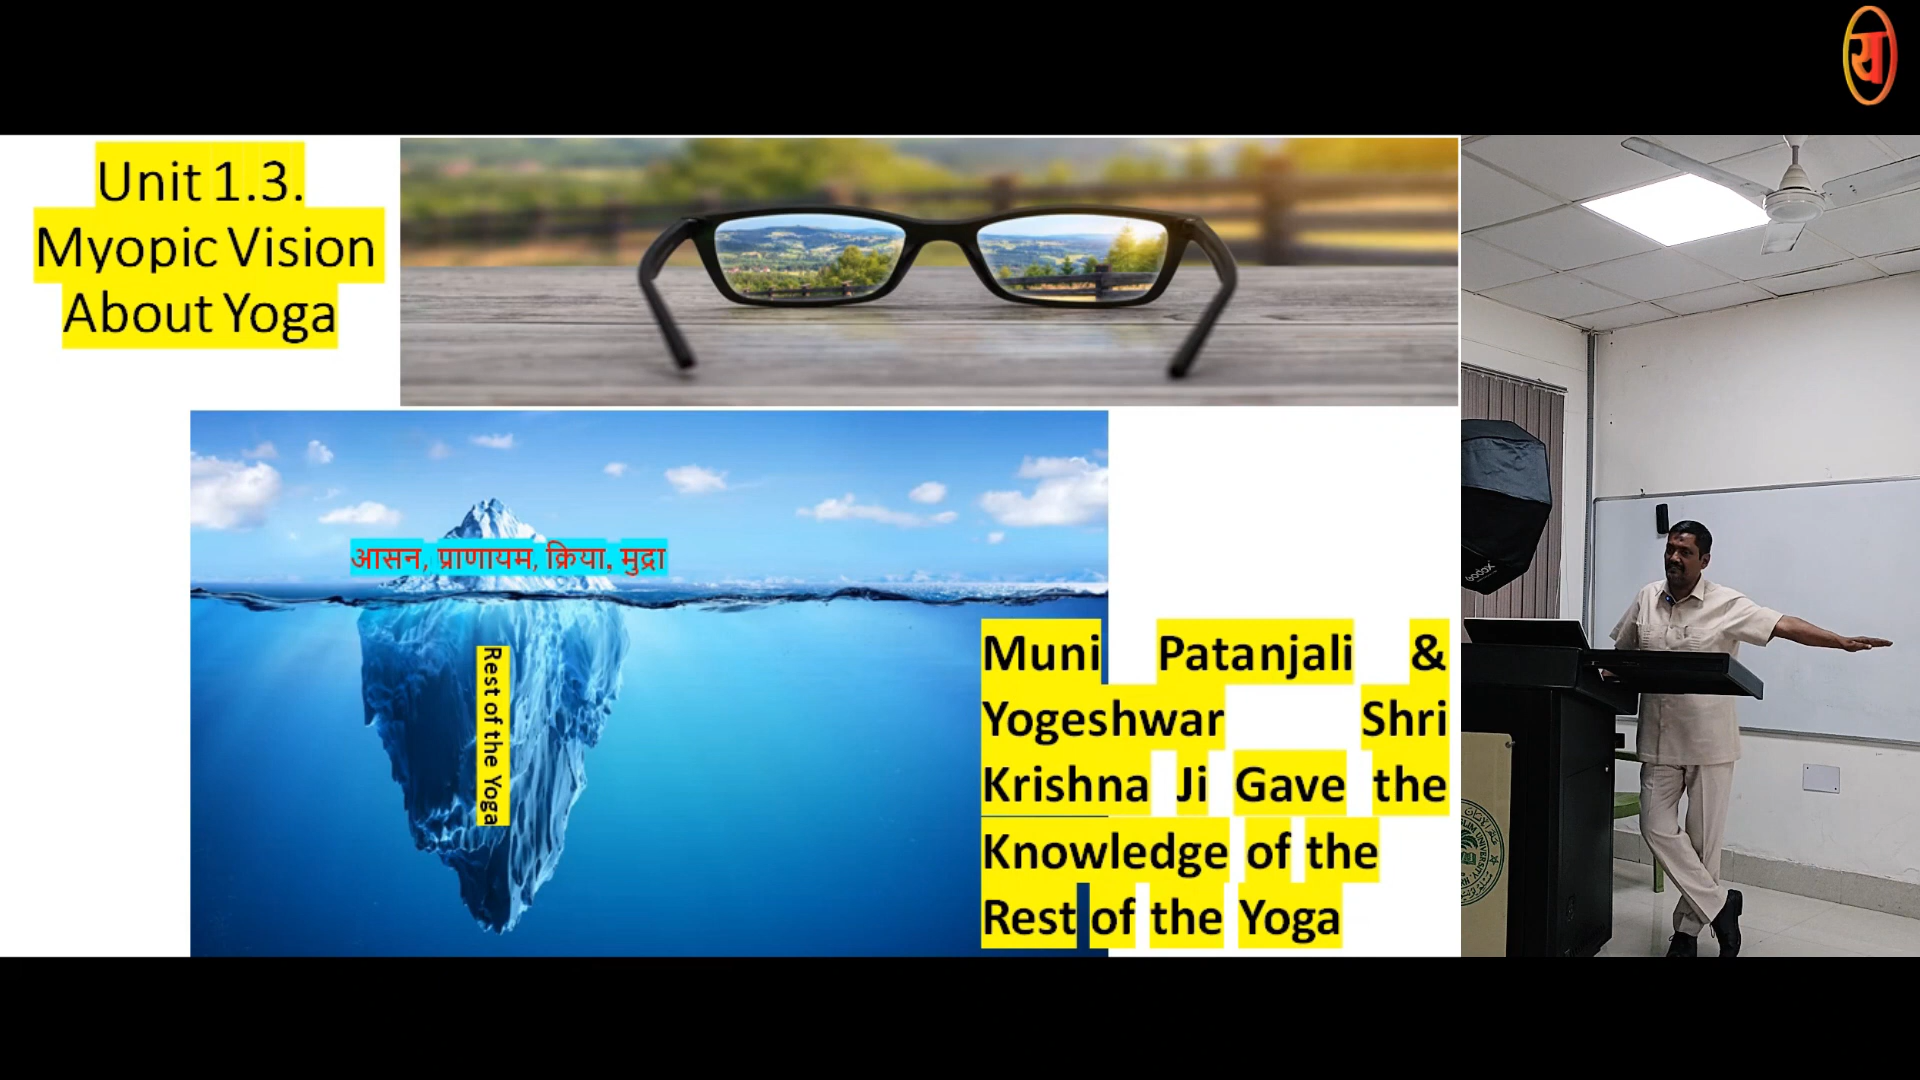 य
Unit 1.3.
Myopic Vision
About Yoga
आसन, प्राणायम, क्रिया, मुद्रा
Rest of the Yoga
Muni Patanjali &
Yogeshwar Shri
Krishna Ji Gave the
Knowledge of the
Rest of the Yoga
Godox